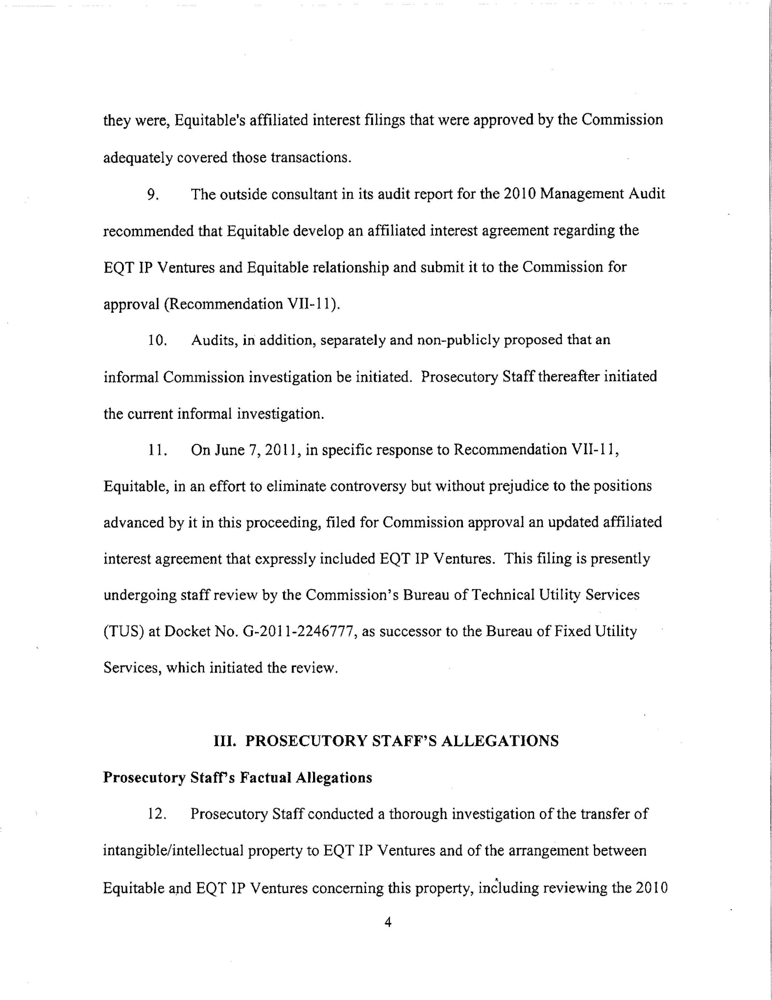 they were, Equitable's affiliated interest filings that were approved by the Commission
adequately covered those transactions.
9. The outside consultant in its audit report for the 2010 Management Audit
recommended that Equitable develop an affiliated interest agreement regarding the
EQT IP Ventures and Equitable relationship and submit it to the Commission for
approval (Recommendation VII-11).
10. Audits, in addition, separately and non-publicly proposed that an
informal Commission investigation be initiated. Prosecutory Staff thereafter initiated
the current informal investigation.
11. On June 7, 2011, in specific response to Recommendation VII-11,
Equitable, in an effort to eliminate controversy but without prejudice to the positions
advanced by it in this proceeding, filed for Commission approval an updated affiliated
interest agreement that expressly included EQT IP Ventures. This filing is presently
undergoing staff review by the Commission's Bureau of Technical Utility Services
(TUS) at Docket No. G-2011-2246777, as successor to the Bureau of Fixed Utility
Services, which initiated the review.
III. PROSECUTORY STAFF'S ALLEGATIONS
Prosecutory Staff's Factual Allegations
12. Prosecutory Staff conducted a thorough investigation of the transfer of
intangible/intellectual property to EQT IP Ventures and of the arrangement between
Equitable and EQT IP Ventures concerning this property, including reviewing the 2010
4